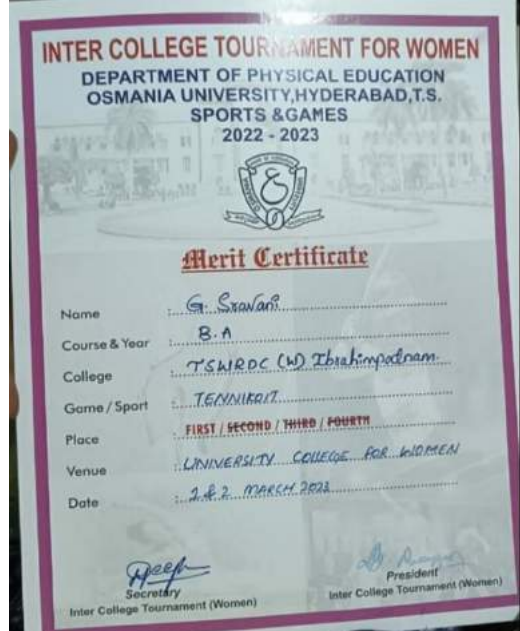 INTER COLLEGE TOURNAMENT FOR WOMEN
DEPARTMENT OF PHYSICAL EDUCATION
OSMANIA UNIVERSITY,HYDERABAD,T.S.
SPORTS &GAMES
2022 - 2023
Merit Certificate
Name : G. Sravani
Course & Year : B.A
College : TSWRDC (W) Ibrahimpatnam.
Game / Sport : TENNIKOIT
Place : FIRST / SECOND / THIRD / FOURTH
Venue : UNIVERSITY COLLEGE FOR WOMEN
Date : 1 & 2 MARCH 2023
Secretary
Inter College Tournament (Women)
President
Inter College Tournament (Women)